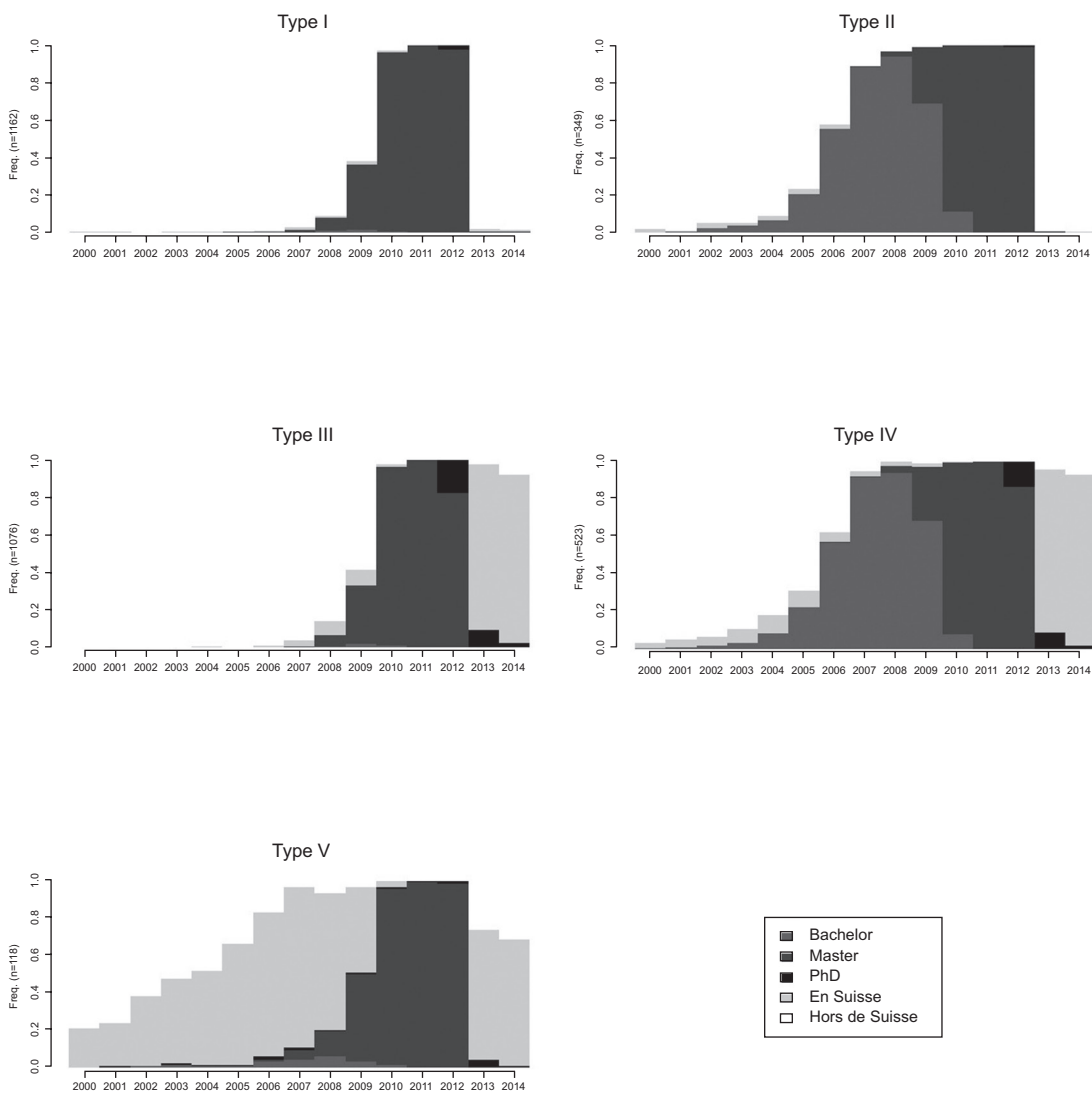 Type I
Freq. (n=1162)
0.0 0.2 0.4 0.6 0.8 1.0
2000 2001 2002 2003 2004 2005 2006 2007 2008 2009 2010 2011 2012 2013 2014
Type II
Freq. (n=349)
0.0 0.2 0.4 0.6 0.8 1.0
2000 2001 2002 2003 2004 2005 2006 2007 2008 2009 2010 2011 2012 2013 2014
Type III
Freq. (n=1076)
0.0 0.2 0.4 0.6 0.8 1.0
2000 2001 2002 2003 2004 2005 2006 2007 2008 2009 2010 2011 2012 2013 2014
Type IV
Freq. (n=523)
0.0 0.2 0.4 0.6 0.8 1.0
2000 2001 2002 2003 2004 2005 2006 2007 2008 2009 2010 2011 2012 2013 2014
Type V
Freq. (n=118)
0.0 0.2 0.4 0.6 0.8 1.0
2000 2001 2002 2003 2004 2005 2006 2007 2008 2009 2010 2011 2012 2013 2014
Bachelor
Master
PhD
En Suisse
Hors de Suisse